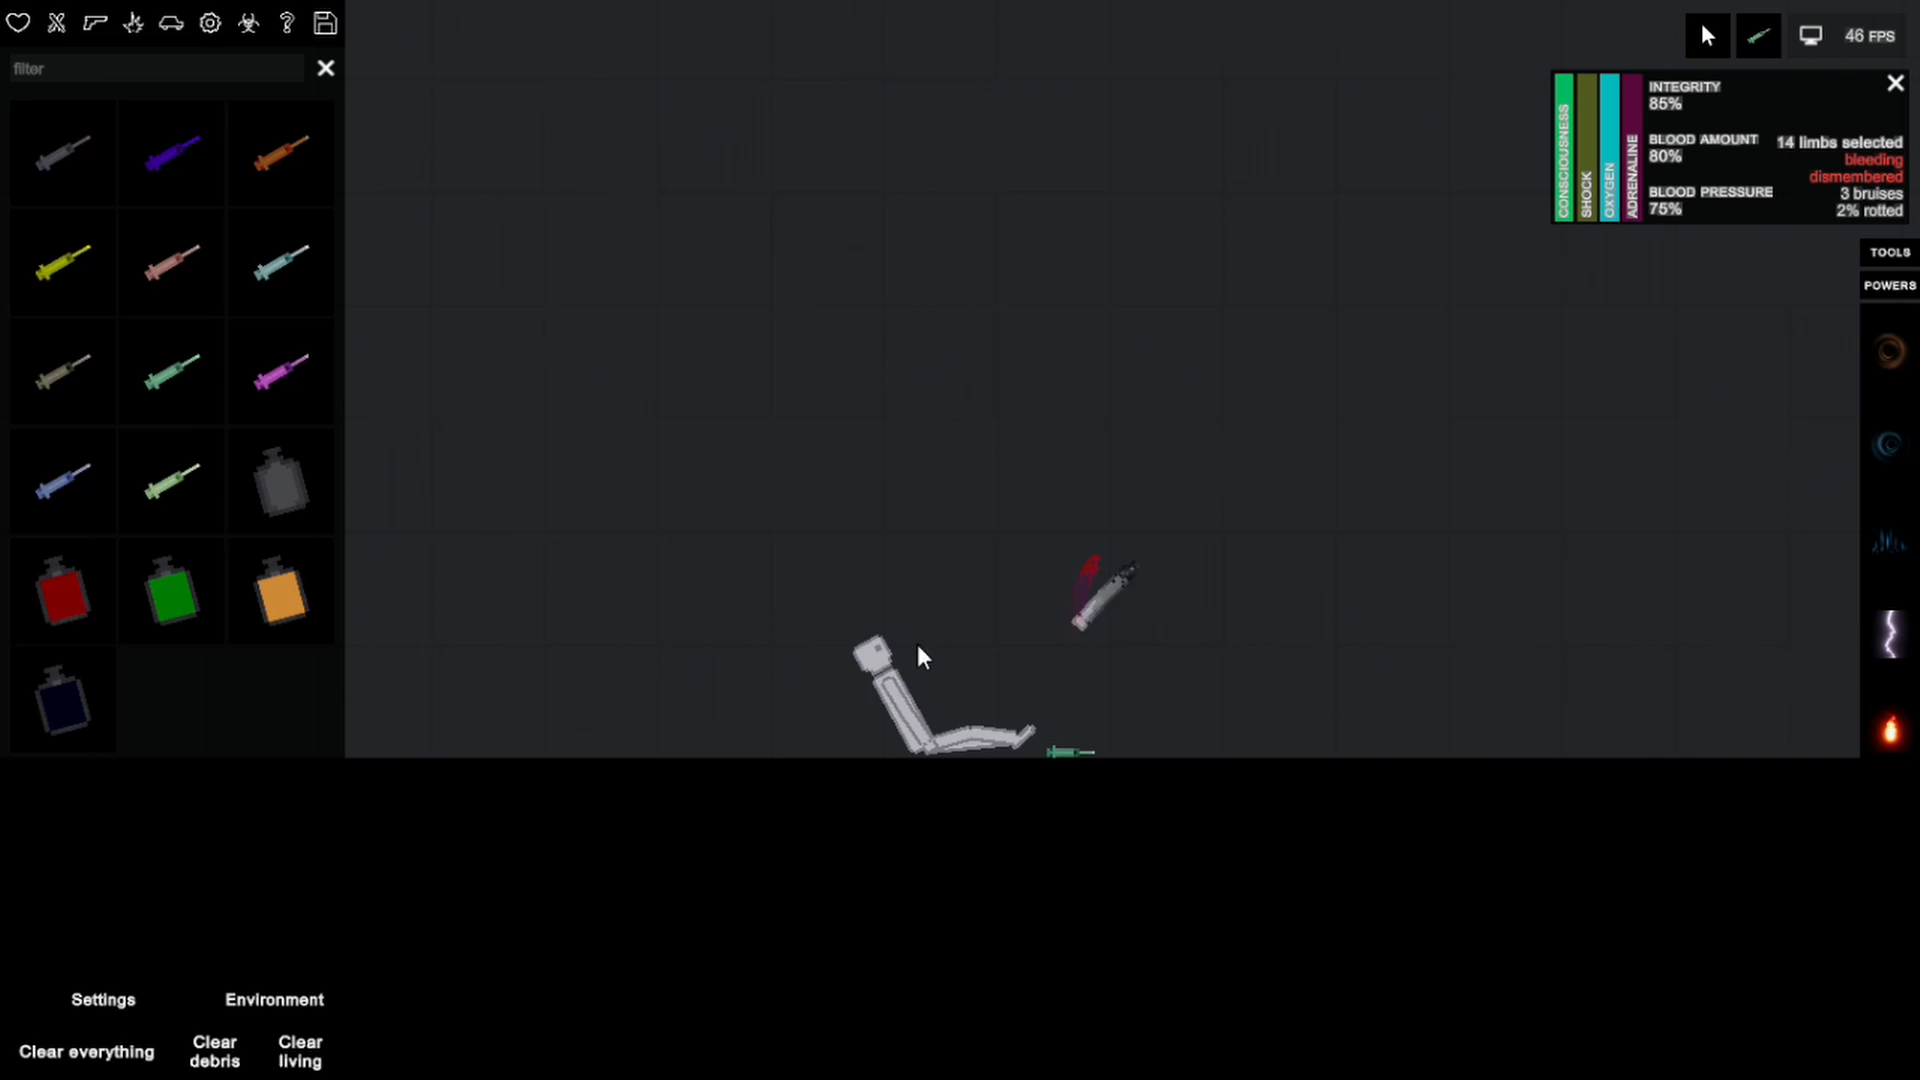 filter
46 FPS
CONSCIOUSNESS
SHOCK
OXYGEN
ADRENALINE
INTEGRITY
85%
BLOOD AMOUNT
80%
BLOOD PRESSURE
75%
14 limbs selected
bleeding
dismembered
3 bruises
2% rotted
TOOLS
POWERS
Settings
Environment
Clear everything
Clear
debris
Clear
living